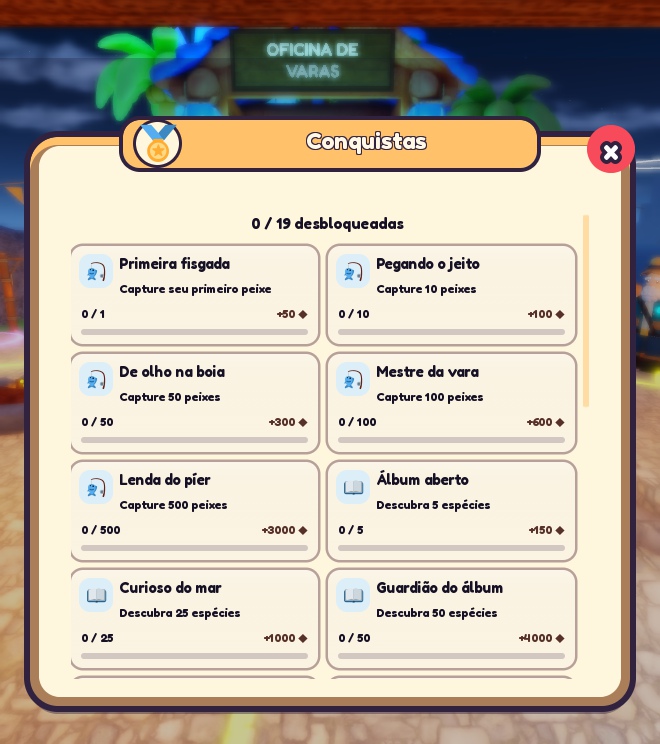 OFICINA DE
VARAS
Conquistas
0 / 19 desbloqueadas
Primeira fisgada
Capture seu primeiro peixe
0 / 1
+50 ◆
Pegando o jeito
Capture 10 peixes
0 / 10
+100 ◆
De olho na boia
Capture 50 peixes
0 / 50
+300 ◆
Mestre da vara
Capture 100 peixes
0 / 100
+600 ◆
Lenda do píer
Capture 500 peixes
0 / 500
+3000 ◆
Álbum aberto
Descubra 5 espécies
0 / 5
+150 ◆
Curioso do mar
Descubra 25 espécies
0 / 25
+1000 ◆
Guardião do álbum
Descubra 50 espécies
0 / 50
+4000 ◆